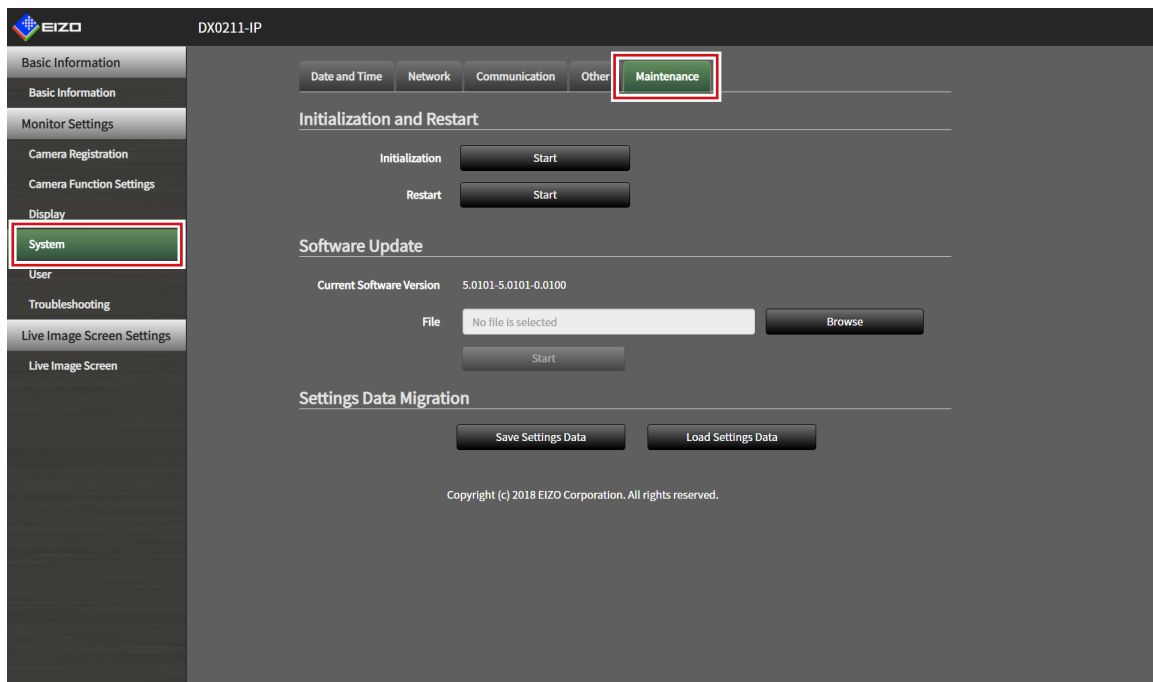 EIZO
DX0211-IP
Basic Information
Basic Information
Monitor Settings
Camera Registration
Camera Function Settings
Display
System
User
Troubleshooting
Live Image Screen Settings
Live Image Screen
Date and Time Network Communication Other Maintenance
Initialization and Restart
Initialization Start
Restart Start
Software Update
Current Software Version 5.0101-5.0101-0.0100
File No file is selected Browse
Start
Settings Data Migration
Save Settings Data Load Settings Data
Copyright (c) 2018 EIZO Corporation. All rights reserved.